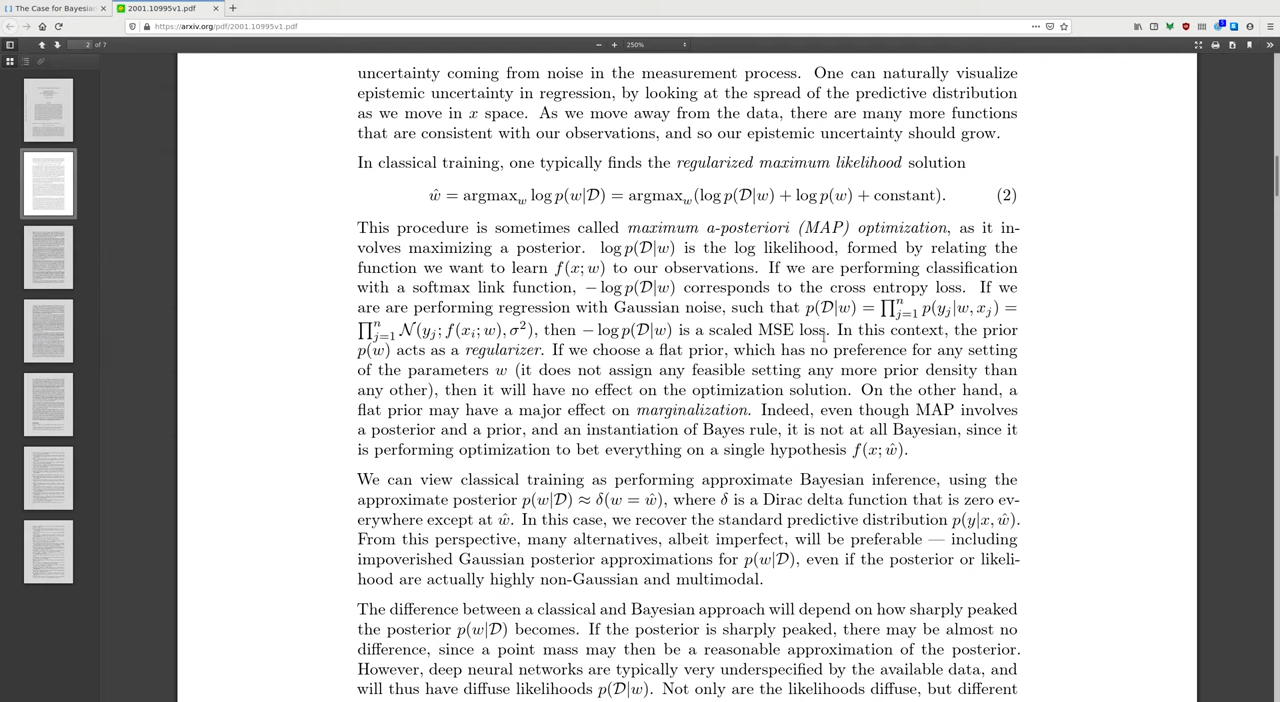 The Case for Bayesian
2001.10995v1.pdf
https://arxiv.org/pdf/2001.10995v1.pdf
2 of 7
250%
uncertainty coming from noise in the measurement process. One can naturally visualize
epistemic uncertainty in regression, by looking at the spread of the predictive distribution
as we move in x space. As we move away from the data, there are many more functions
that are consistent with our observations, and so our epistemic uncertainty should grow.
In classical training, one typically finds the regularized maximum likelihood solution
ŵ = argmax_w log p(w|𝒟) = argmax_w(log p(𝒟|w) + log p(w) + constant). (2)
This procedure is sometimes called maximum a-posteriori (MAP) optimization, as it in-
volves maximizing a posterior. log p(𝒟|w) is the log likelihood, formed by relating the
function we want to learn f(x; w) to our observations. If we are performing classification
with a softmax link function, − log p(𝒟|w) corresponds to the cross entropy loss. If we
are are performing regression with Gaussian noise, such that p(𝒟|w) = ∏_{j=1}^n p(y_j|w, x_j) =
∏_{j=1}^n 𝒩(y_j; f(x_i; w), σ²), then − log p(𝒟|w) is a scaled MSE loss. In this context, the prior
p(w) acts as a regularizer. If we choose a flat prior, which has no preference for any setting
of the parameters w (it does not assign any feasible setting any more prior density than
any other), then it will have no effect on the optimization solution. On the other hand, a
flat prior may have a major effect on marginalization. Indeed, even though MAP involves
a posterior and a prior, and an instantiation of Bayes rule, it is not at all Bayesian, since it
is performing optimization to bet everything on a single hypothesis f(x; ŵ).
We can view classical training as performing approximate Bayesian inference, using the
approximate posterior p(w|𝒟) ≈ δ(w = ŵ), where δ is a Dirac delta function that is zero ev-
erywhere except at ŵ. In this case, we recover the standard predictive distribution p(y|x, ŵ).
From this perspective, many alternatives, albeit imperfect, will be preferable — including
impoverished Gaussian posterior approximations for p(w|𝒟), even if the posterior or likeli-
hood are actually highly non-Gaussian and multimodal.
The difference between a classical and Bayesian approach will depend on how sharply peaked
the posterior p(w|𝒟) becomes. If the posterior is sharply peaked, there may be almost no
difference, since a point mass may then be a reasonable approximation of the posterior.
However, deep neural networks are typically very underspecified by the available data, and
will thus have diffuse likelihoods p(𝒟|w). Not only are the likelihoods diffuse, but different